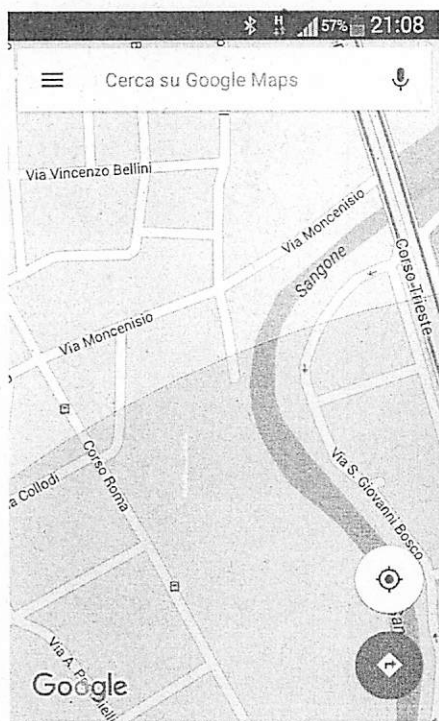 H
57% 21:08
Cerca su Google Maps
Via Vincenzo Bellini
Via Moncenisio
Sangone
Corso Trieste
Via Moncenisio
Corso Roma
Collodi
Via S. Giovanni Bosco
Via A.
Google